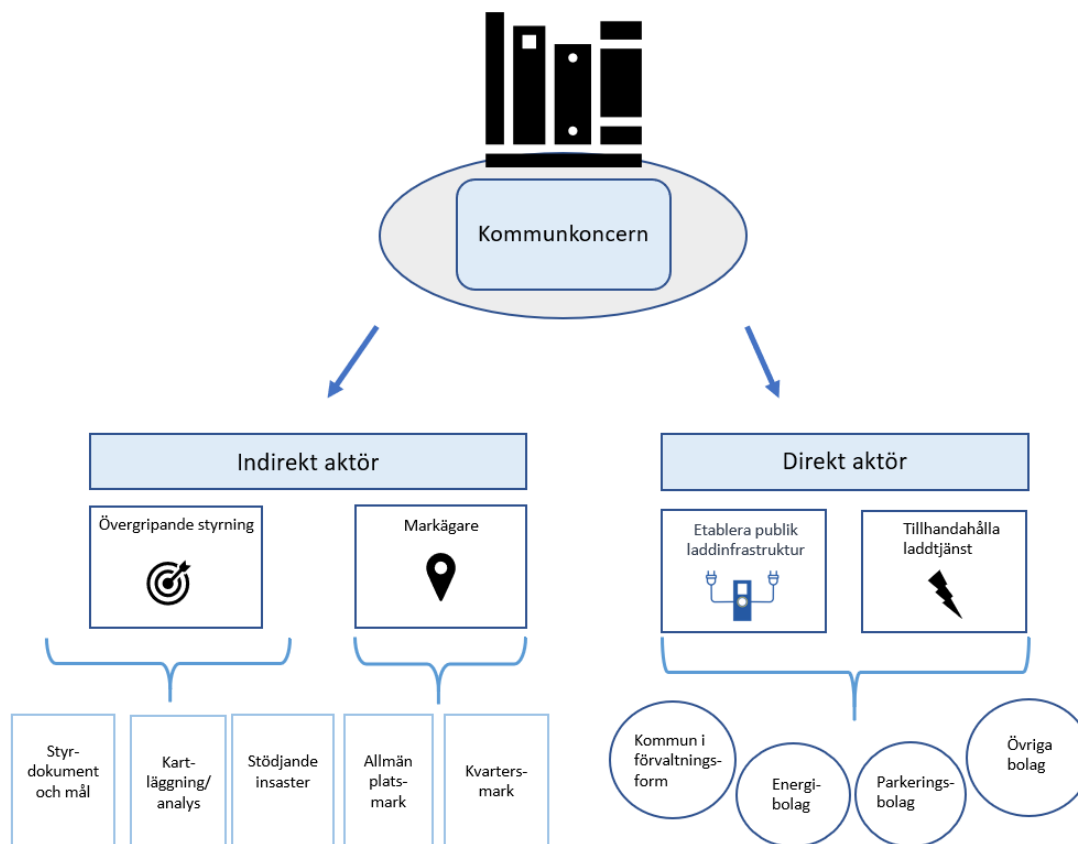 Kommunkoncern
Indirekt aktör
Direkt aktör
Övergripande styrning
Markägare
Etablera publik
laddinfrastruktur
Tillhandahålla
laddtjänst
Styr-
dokument
och mål
Kart-
läggning/
analys
Stödjande
insaster
Allmän
plats-
mark
Kvarters-
mark
Kommun i
förvaltnings-
form
Energi-
bolag
Parkerings-
bolag
Övriga
bolag